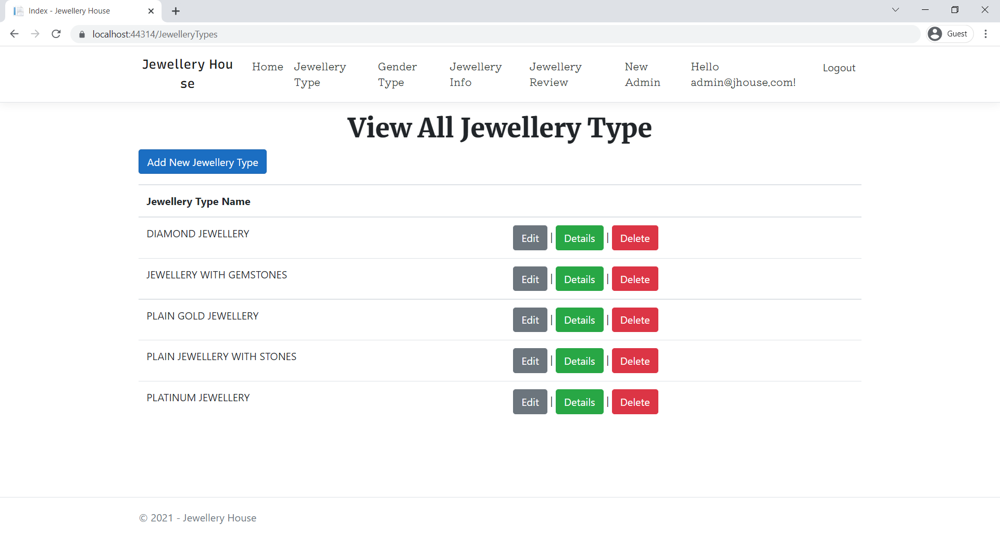 Index - Jewellery House
localhost:44314/JewelleryTypes
Guest
Jewellery Hou
se
Home
Jewellery
Type
Gender
Type
Jewellery
Info
Jewellery
Review
New
Admin
Hello
admin@jhouse.com!
Logout
View All Jewellery Type
Add New Jewellery Type
Jewellery Type Name
DIAMOND JEWELLERY Edit | Details | Delete
JEWELLERY WITH GEMSTONES Edit | Details | Delete
PLAIN GOLD JEWELLERY Edit | Details | Delete
PLAIN JEWELLERY WITH STONES Edit | Details | Delete
PLATINUM JEWELLERY Edit | Details | Delete
© 2021 - Jewellery House